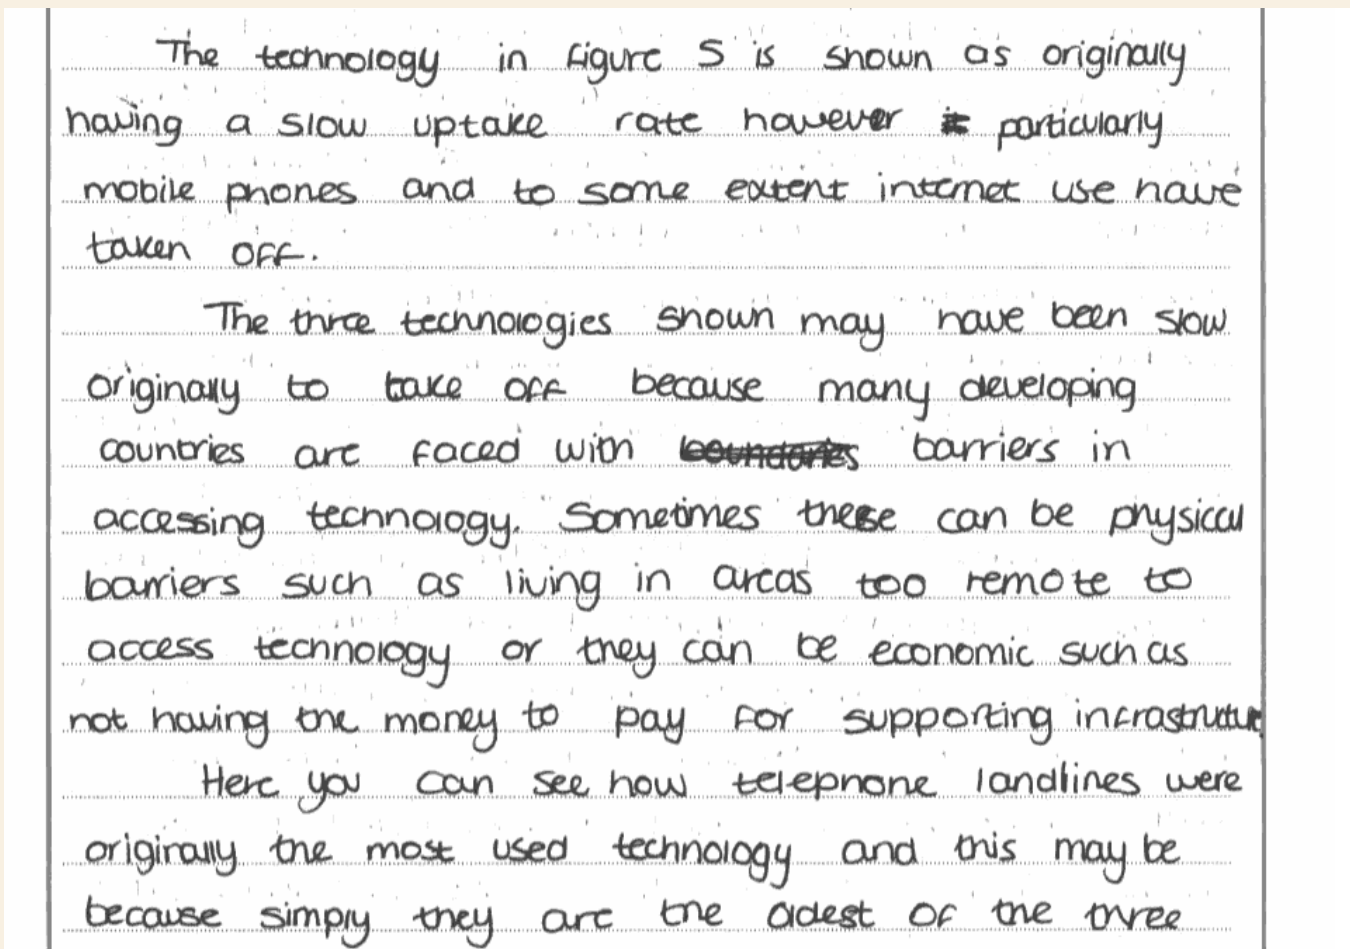 The technology in Figure 5 is shown as originally
having a slow uptake rate however particularly
mobile phones and to some extent internet use have
taken off.
The three technologies shown may have been slow
originally to take off because many developing
countries are faced with boundaries barriers in
accessing technology. Sometimes these can be physical
barriers such as living in areas too remote to
access technology or they can be economic such as
not having the money to pay for supporting infrastructure
Here you can see how telephone landlines were
originally the most used technology and this may be
because simply they are the oldest of the three